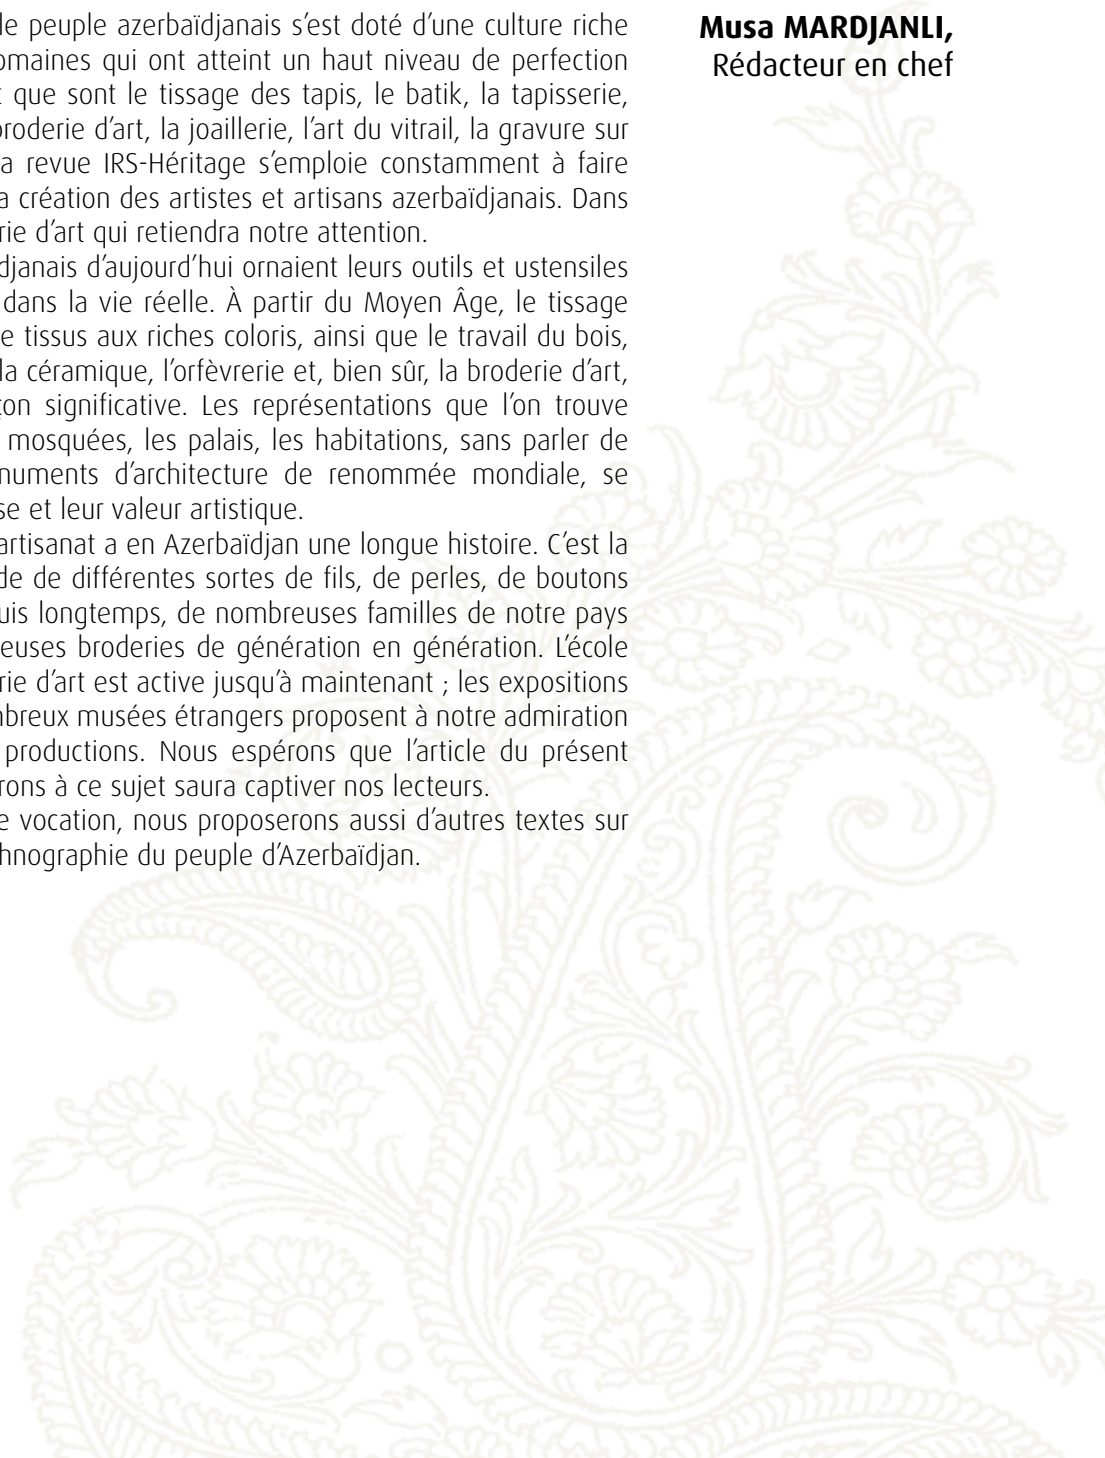 le peuple azerbaïdjanais s’est doté d’une culture riche
omaines qui ont atteint un haut niveau de perfection
que sont le tissage des tapis, le batik, la tapisserie,
broderie d’art, la joaillerie, l’art du vitrail, la gravure sur
a revue IRS-Héritage s’emploie constamment à faire
a création des artistes et artisans azerbaïdjanais. Dans
rie d’art qui retiendra notre attention.
djanais d’aujourd’hui ornaient leurs outils et ustensiles
dans la vie réelle. À partir du Moyen Âge, le tissage
e tissus aux riches coloris, ainsi que le travail du bois,
la céramique, l’orfèvrerie et, bien sûr, la broderie d’art,
çon significative. Les représentations que l’on trouve
mosquées, les palais, les habitations, sans parler de
numents d’architecture de renommée mondiale, se
se et leur valeur artistique.
artisanat a en Azerbaïdjan une longue histoire. C’est la
de de différentes sortes de fils, de perles, de boutons
uis longtemps, de nombreuses familles de notre pays
euses broderies de génération en génération. L’école
rie d’art est active jusqu’à maintenant ; les expositions
mbreux musées étrangers proposent à notre admiration
productions. Nous espérons que l’article du présent
rons à ce sujet saura captiver nos lecteurs.
e vocation, nous proposerons aussi d’autres textes sur
hnographie du peuple d’Azerbaïdjan.
Musa MARDJANLI,
Rédacteur en chef